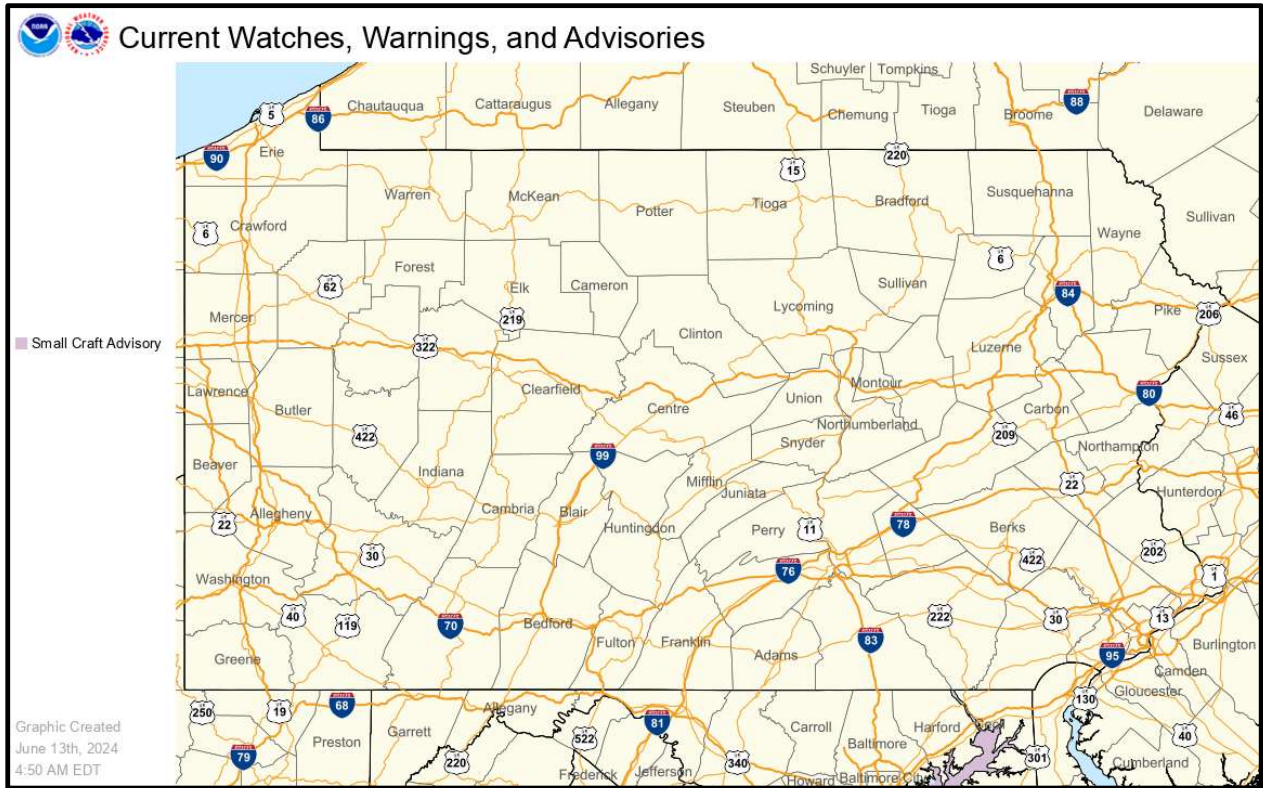 NOAA
Current Watches, Warnings, and Advisories
Schuyler Tompkins
Chautauqua Cattaraugus Allegany Steuben Chemung Tioga Broome 88 Delaware
5
86
90 Erie
220
15
Warren McKean Potter Tioga Bradford Susquehanna
Sullivan
6 Crawford
Wayne
6
Forest
62 Elk Cameron
Sullivan
84
Mercer
219
Lycoming
Pike 206
Small Craft Advisory
322
Clinton
Luzerne
Sussex
Lawrence
Clearfield
Montour
80
Butler
Centre
Union
Carbon
46
422
Northumberland
209
Snyder
Northampton
99
Beaver
Indiana
Mifflin
22
Juniata
Hunterdon
22 Allegheny
Cambria Blair
Huntingdon
Perry 11
78
Berks
30
422
202
76
1
Washington
40
119
70
Bedford
222
30
13
Fulton Franklin
83
Adams
95
Burlington
Greene
Camden
Gloucester
250
19
68
Allegany
130
81
Garrett
Preston
522
Carroll
Harford
Cecil
40
Graphic Created
June 13th, 2024
4:50 AM EDT
79
220
340
Baltimore
301
Cumberland
Frederick Jefferson
Howard Baltimore City